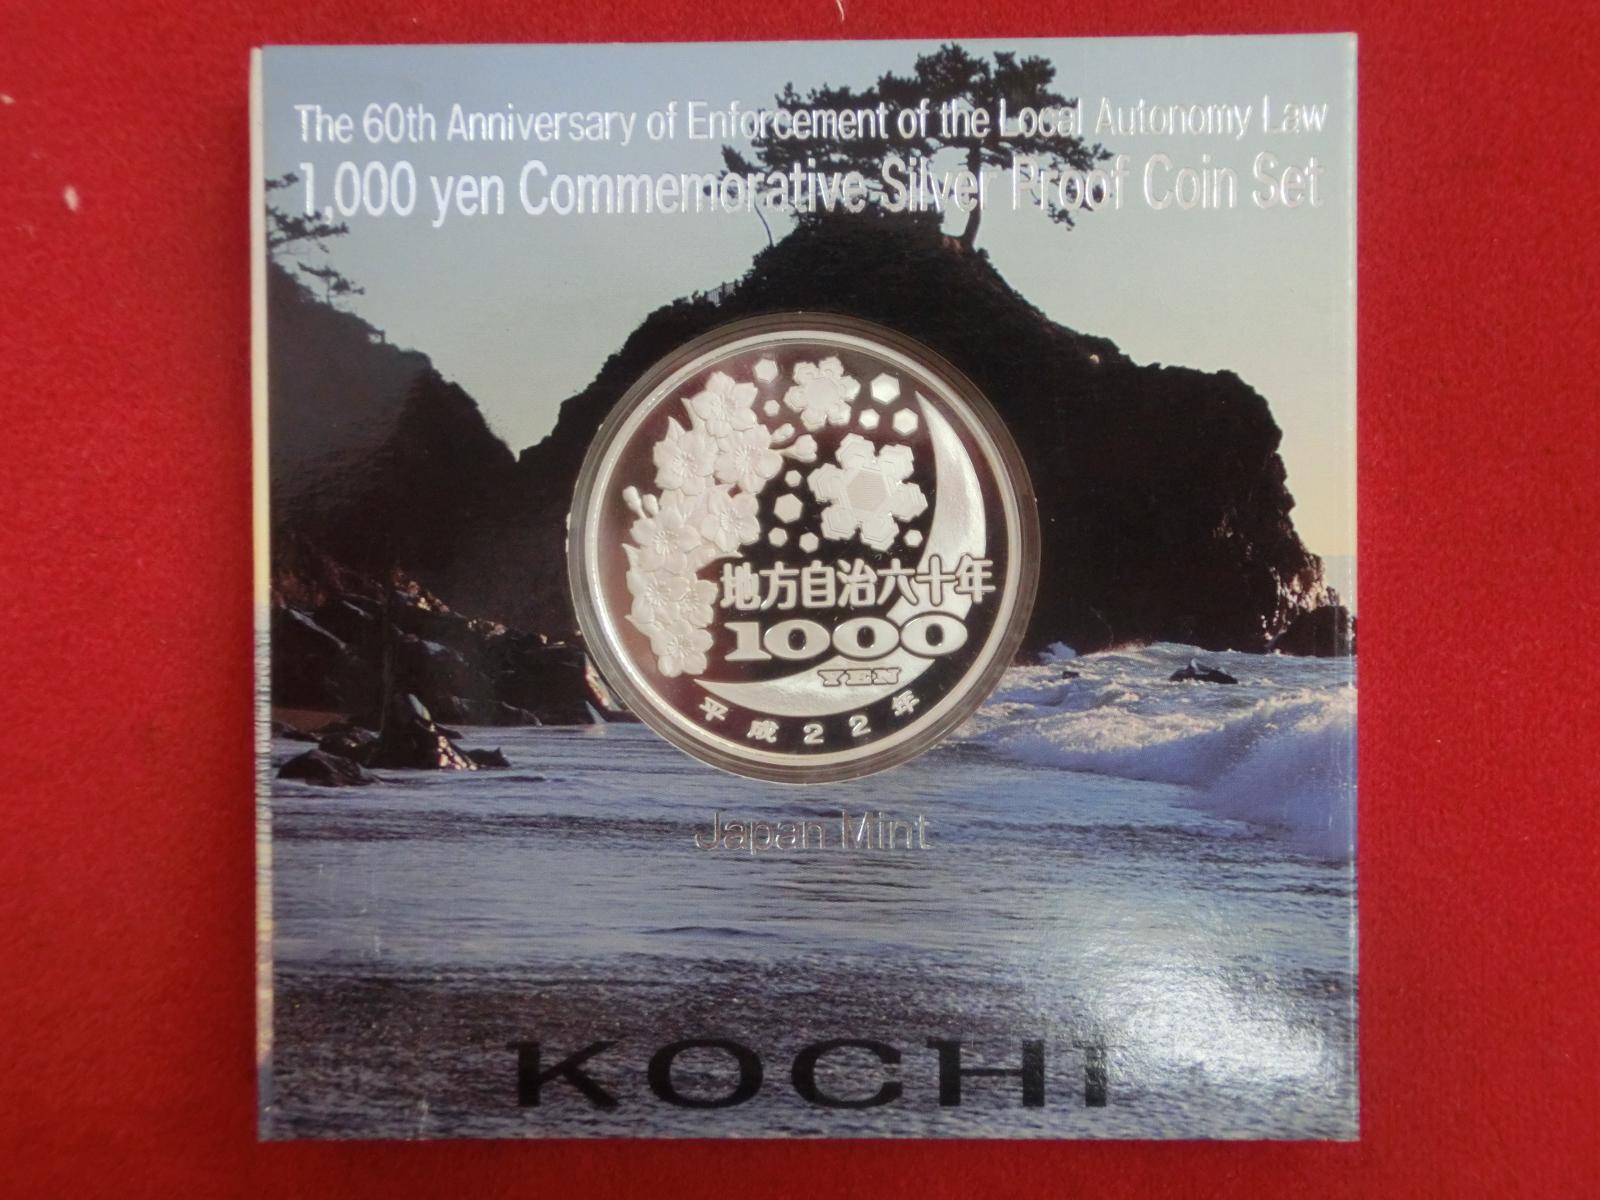 The 60th Anniversary of Enforcement of the Local Autonomy Law
1,000 yen Commemorative Silver Proof Coin Set
地方自治六十年
1000
YEN
平成22年
Japan Mint
KOCHI